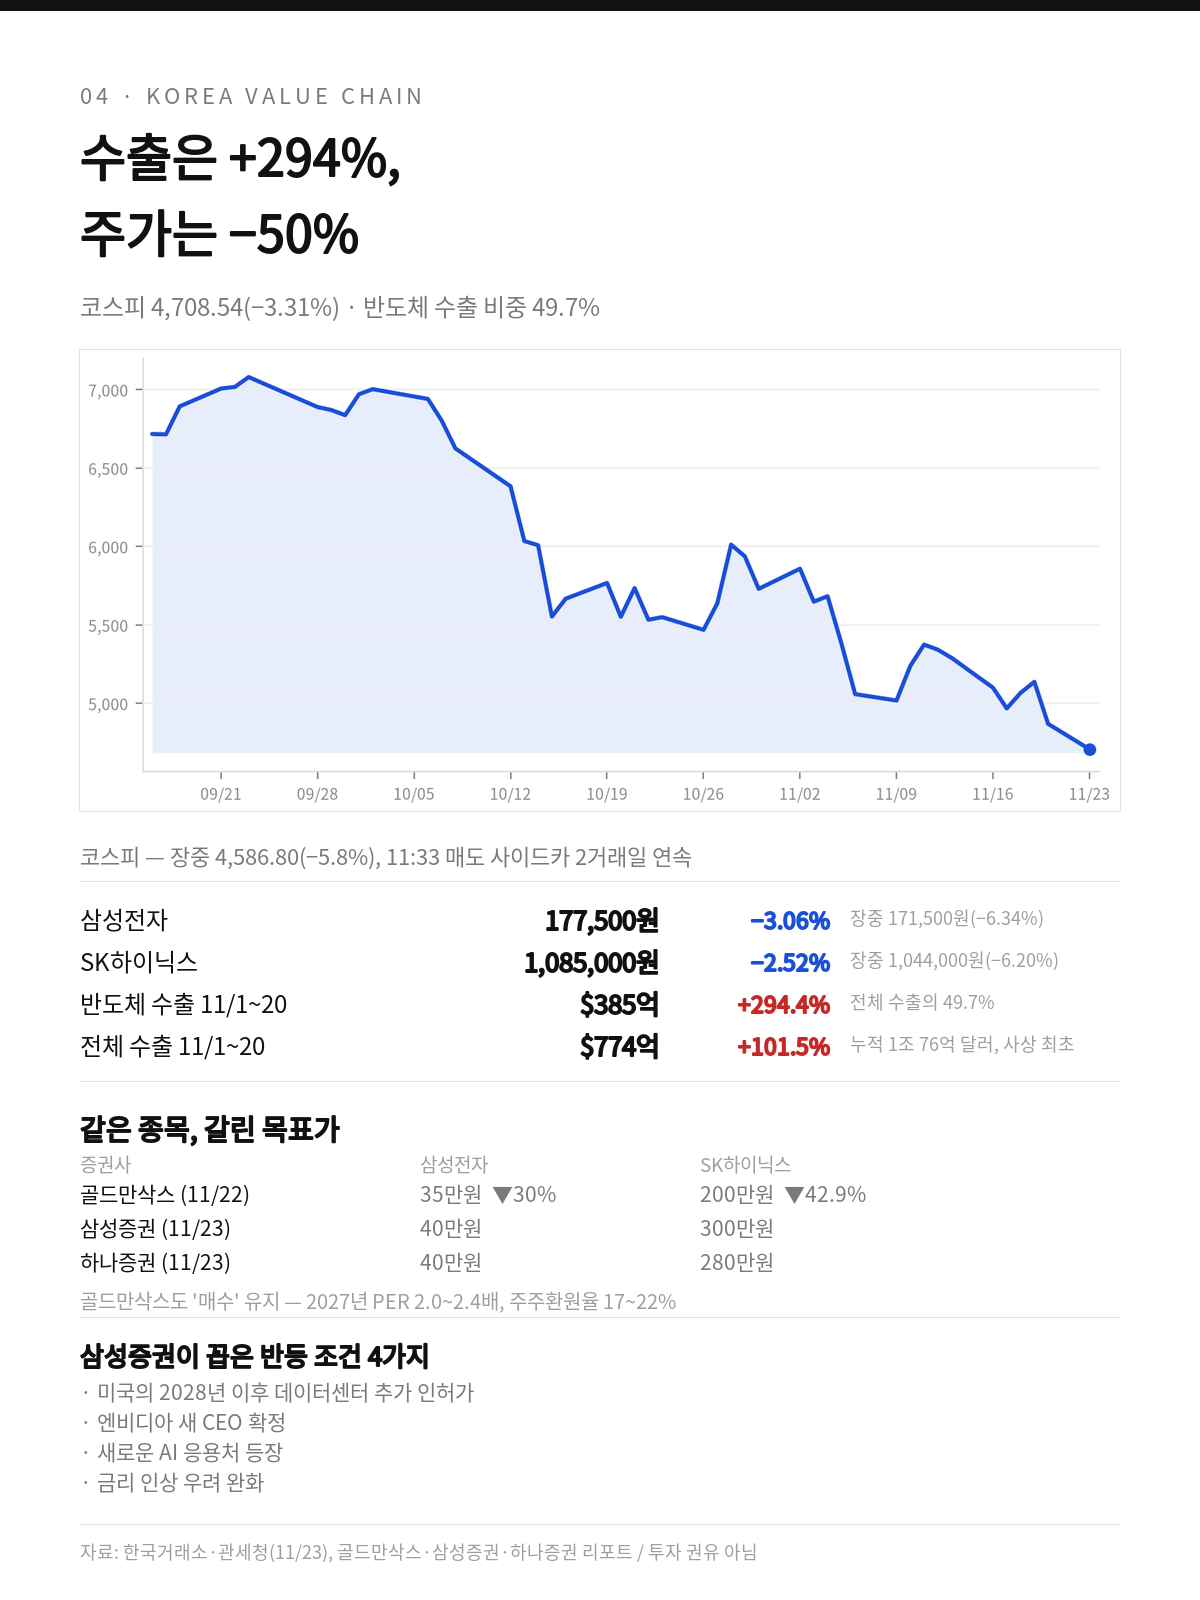 04 · KOREA VALUE CHAIN
수출은 +294%,
주가는 −50%
코스피 4,708.54(−3.31%) · 반도체 수출 비중 49.7%
7,000
6,500
6,000
5,500
5,000
09/21 09/28 10/05 10/12 10/19 10/26 11/02 11/09 11/16 11/23
코스피 — 장중 4,586.80(−5.8%), 11:33 매도 사이드카 2거래일 연속
삼성전자 177,500원 −3.06% 장중 171,500원(−6.34%)
SK하이닉스 1,085,000원 −2.52% 장중 1,044,000원(−6.20%)
반도체 수출 11/1~20 $385억 +294.4% 전체 수출의 49.7%
전체 수출 11/1~20 $774억 +101.5% 누적 1조 76억 달러, 사상 최초
같은 종목, 갈린 목표가
증권사 삼성전자 SK하이닉스
골드만삭스 (11/22) 35만원 ▼30% 200만원 ▼42.9%
삼성증권 (11/23) 40만원 300만원
하나증권 (11/23) 40만원 280만원
골드만삭스도 '매수' 유지 — 2027년 PER 2.0~2.4배, 주주환원율 17~22%
삼성증권이 꼽은 반등 조건 4가지
· 미국의 2028년 이후 데이터센터 추가 인허가
· 엔비디아 새 CEO 확정
· 새로운 AI 응용처 등장
· 금리 인상 우려 완화
자료: 한국거래소·관세청(11/23), 골드만삭스·삼성증권·하나증권 리포트 / 투자 권유 아님